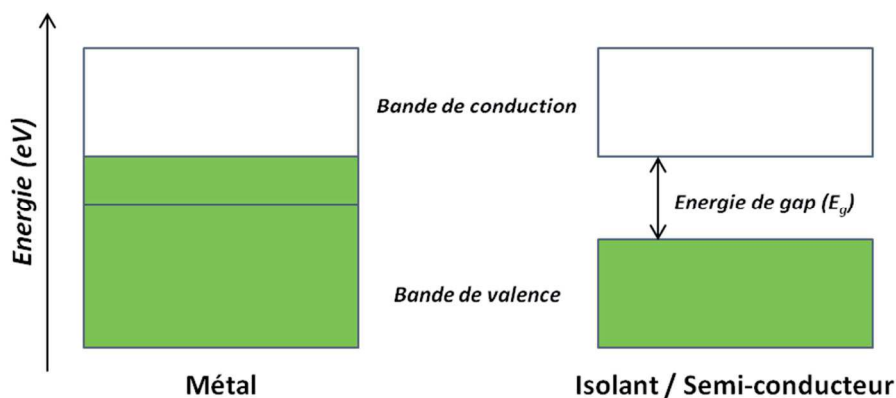 Energie (eV)
Bande de conduction
Energie de gap (Eg)
Bande de valence
Métal
Isolant / Semi-conducteur